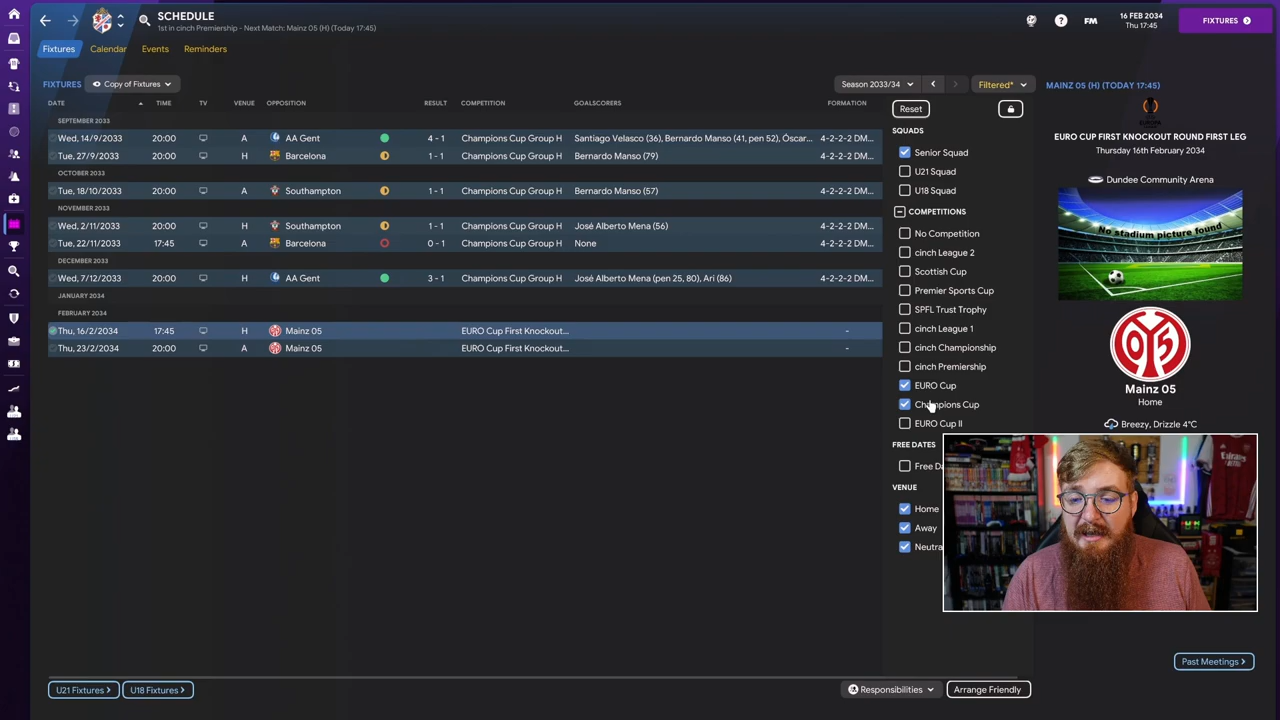 SCHEDULE
1st in cinch Premiership - Next Match: Mainz 05 (H) (Today 17:45)
FM
16 FEB 2034
Thu 17:45
FIXTURES
Fixtures
Calendar
Events
Reminders
FIXTURES
Copy of Fixtures
Season 2033/34
Filtered*
DATE TIME TV VENUE OPPOSITION RESULT COMPETITION GOALSCORERS FORMATION
SEPTEMBER 2033
Wed, 14/9/2033 20:00 A AA Gent 4 - 1 Champions Cup Group H Santiago Velasco (36), Bernardo Manso (41, pen 52), Óscar... 4-2-2-2 DM...
Tue, 27/9/2033 20:00 H Barcelona 1 - 1 Champions Cup Group H Bernardo Manso (79) 4-2-2-2 DM...
OCTOBER 2033
Tue, 18/10/2033 20:00 A Southampton 1 - 1 Champions Cup Group H Bernardo Manso (57) 4-2-2-2 DM...
NOVEMBER 2033
Wed, 2/11/2033 20:00 H Southampton 1 - 1 Champions Cup Group H José Alberto Mena (56) 4-2-2-2 DM...
Tue, 22/11/2033 17:45 A Barcelona 0 - 1 Champions Cup Group H None 4-2-2-2 DM...
DECEMBER 2033
Wed, 7/12/2033 20:00 H AA Gent 3 - 1 Champions Cup Group H José Alberto Mena (pen 25, 80), Ari (86) 4-2-2-2 DM...
JANUARY 2034
FEBRUARY 2034
Thu, 16/2/2034 17:45 H Mainz 05 EURO Cup First Knockout... -
Thu, 23/2/2034 20:00 A Mainz 05 EURO Cup First Knockout... -
Reset
SQUADS
Senior Squad
U21 Squad
U18 Squad
COMPETITIONS
No Competition
cinch League 2
Scottish Cup
Premier Sports Cup
SPFL Trust Trophy
cinch League 1
cinch Championship
cinch Premiership
EURO Cup
Champions Cup
EURO Cup II
FREE DATES
Free Da
VENUE
Home
Away
Neutra
MAINZ 05 (H) (TODAY 17:45)
EUROPA
EURO CUP FIRST KNOCKOUT ROUND FIRST LEG
Thursday 16th February 2034
Dundee Community Arena
No stadium picture found
Mainz 05
Home
Breezy, Drizzle 4°C
Past Meetings
U21 Fixtures
U18 Fixtures
Responsibilities
Arrange Friendly